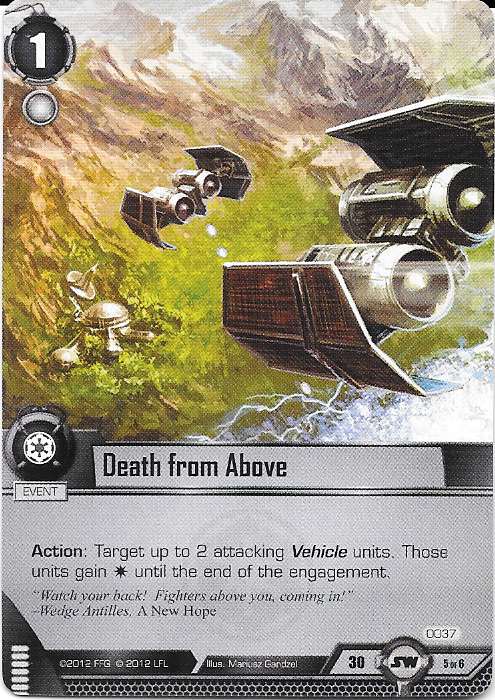 1
Death from Above
EVENT
Action: Target up to 2 attacking Vehicle units. Those
units gain ✷ until the end of the engagement.
"Watch your back! Fighters above you, coming in!"
–Wedge Antilles, A New Hope
0037
©2012 FFG © 2012 LFL
Illus. Mariusz Gandzel
30
SW
5 of 6